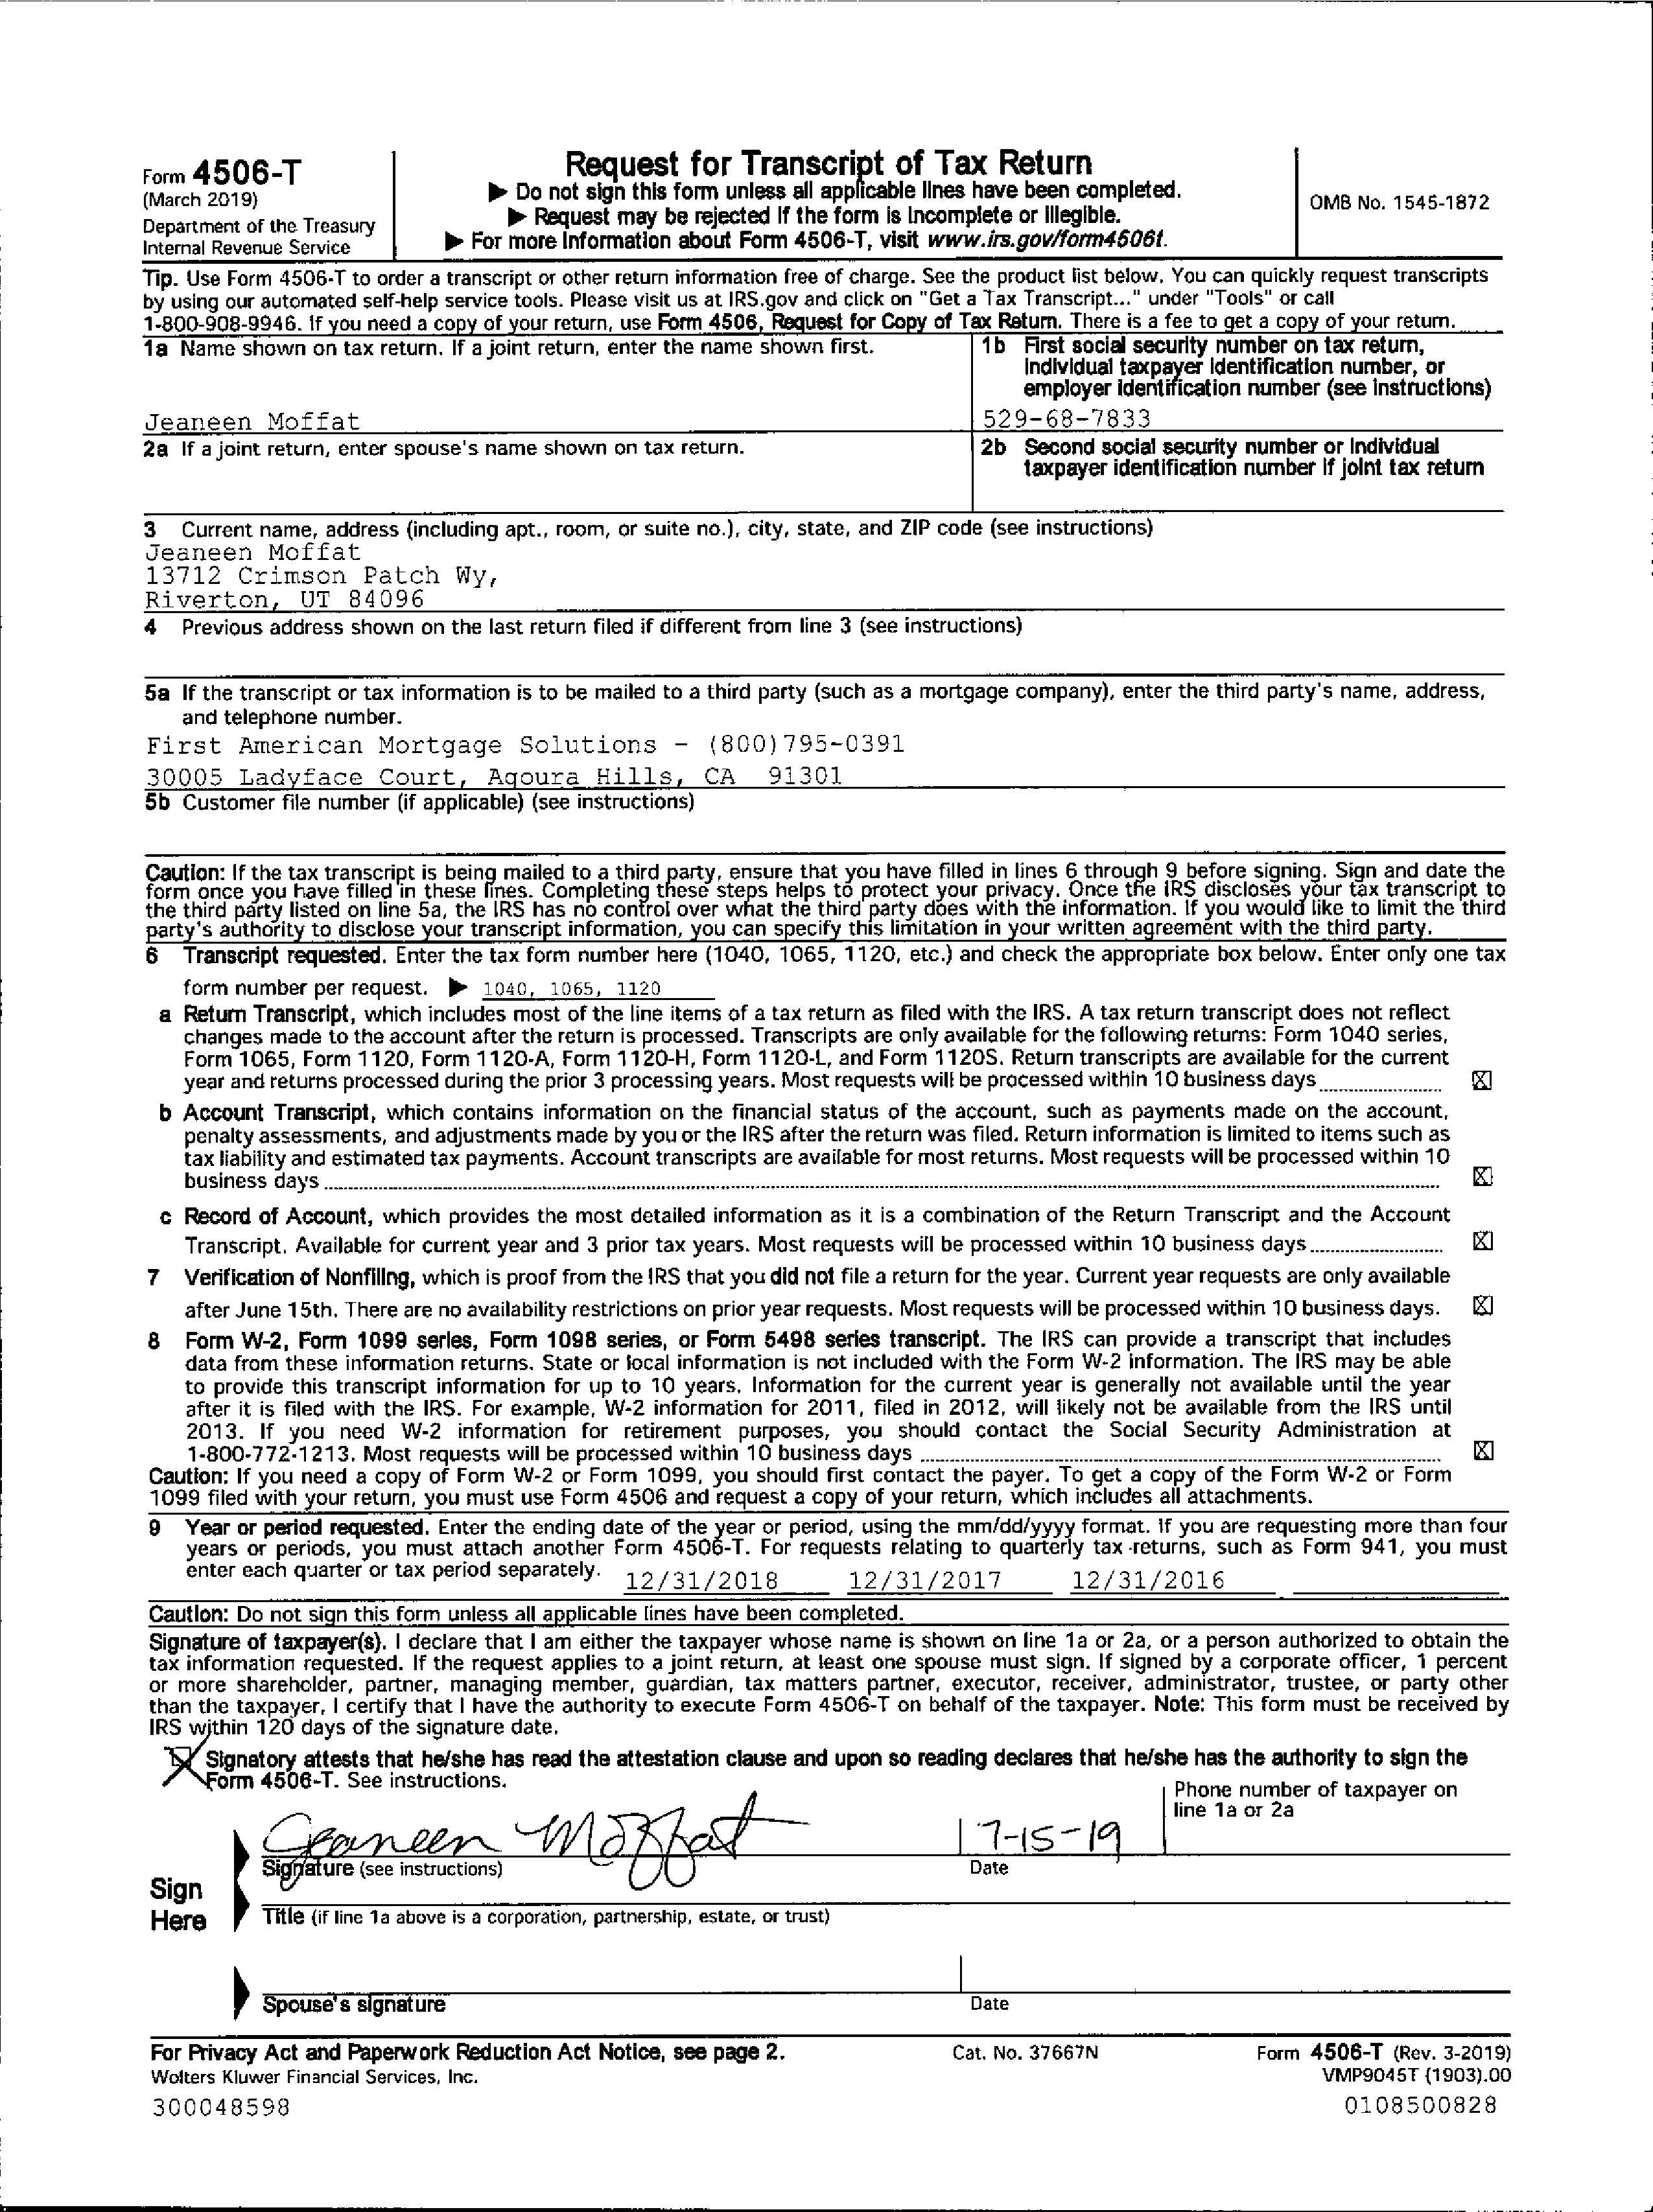 Form 4506-T
(March 2019)
Department of the Treasury
Internal Revenue Service
Request for Transcript of Tax Return
▶ Do not sign this form unless all applicable lines have been completed.
▶ Request may be rejected if the form is incomplete or illegible.
▶ For more information about Form 4506-T, visit www.irs.gov/form4506t.
OMB No. 1545-1872
Tip. Use Form 4506-T to order a transcript or other return information free of charge. See the product list below. You can quickly request transcripts
by using our automated self-help service tools. Please visit us at IRS.gov and click on "Get a Tax Transcript..." under "Tools" or call
1-800-908-9946. If you need a copy of your return, use Form 4506, Request for Copy of Tax Return. There is a fee to get a copy of your return.
1a Name shown on tax return. If a joint return, enter the name shown first.
Jeaneen Moffat
1b First social security number on tax return,
individual taxpayer identification number, or
employer identification number (see instructions)
529-68-7833
2a If a joint return, enter spouse's name shown on tax return.
2b Second social security number or individual
taxpayer identification number if joint tax return
3 Current name, address (including apt., room, or suite no.), city, state, and ZIP code (see instructions)
Jeaneen Moffat
13712 Crimson Patch Wy,
Riverton, UT 84096
4 Previous address shown on the last return filed if different from line 3 (see instructions)
5a If the transcript or tax information is to be mailed to a third party (such as a mortgage company), enter the third party's name, address,
and telephone number.
First American Mortgage Solutions - (800)795-0391
30005 Ladyface Court, Agoura Hills, CA 91301
5b Customer file number (if applicable) (see instructions)
Caution: If the tax transcript is being mailed to a third party, ensure that you have filled in lines 6 through 9 before signing. Sign and date the
form once you have filled in these lines. Completing these steps helps to protect your privacy. Once the IRS discloses your tax transcript to
the third party listed on line 5a, the IRS has no control over what the third party does with the information. If you would like to limit the third
party's authority to disclose your transcript information, you can specify this limitation in your written agreement with the third party.
6 Transcript requested. Enter the tax form number here (1040, 1065, 1120, etc.) and check the appropriate box below. Enter only one tax
form number per request. ▶ 1040, 1065, 1120
a Return Transcript, which includes most of the line items of a tax return as filed with the IRS. A tax return transcript does not reflect
changes made to the account after the return is processed. Transcripts are only available for the following returns: Form 1040 series,
Form 1065, Form 1120, Form 1120-A, Form 1120-H, Form 1120-L, and Form 1120S. Return transcripts are available for the current
year and returns processed during the prior 3 processing years. Most requests will be processed within 10 business days ☒
b Account Transcript, which contains information on the financial status of the account, such as payments made on the account,
penalty assessments, and adjustments made by you or the IRS after the return was filed. Return information is limited to items such as
tax liability and estimated tax payments. Account transcripts are available for most returns. Most requests will be processed within 10
business days ☒
c Record of Account, which provides the most detailed information as it is a combination of the Return Transcript and the Account
Transcript. Available for current year and 3 prior tax years. Most requests will be processed within 10 business days ☒
7 Verification of Nonfiling, which is proof from the IRS that you did not file a return for the year. Current year requests are only available
after June 15th. There are no availability restrictions on prior year requests. Most requests will be processed within 10 business days. ☒
8 Form W-2, Form 1099 series, Form 1098 series, or Form 5498 series transcript. The IRS can provide a transcript that includes
data from these information returns. State or local information is not included with the Form W-2 information. The IRS may be able
to provide this transcript information for up to 10 years. Information for the current year is generally not available until the year
after it is filed with the IRS. For example, W-2 information for 2011, filed in 2012, will likely not be available from the IRS until
2013. If you need W-2 information for retirement purposes, you should contact the Social Security Administration at
1-800-772-1213. Most requests will be processed within 10 business days ☒
Caution: If you need a copy of Form W-2 or Form 1099, you should first contact the payer. To get a copy of the Form W-2 or Form
1099 filed with your return, you must use Form 4506 and request a copy of your return, which includes all attachments.
9 Year or period requested. Enter the ending date of the year or period, using the mm/dd/yyyy format. If you are requesting more than four
years or periods, you must attach another Form 4506-T. For requests relating to quarterly tax returns, such as Form 941, you must
enter each quarter or tax period separately. 12/31/2018 12/31/2017 12/31/2016
Caution: Do not sign this form unless all applicable lines have been completed.
Signature of taxpayer(s). I declare that I am either the taxpayer whose name is shown on line 1a or 2a, or a person authorized to obtain the
tax information requested. If the request applies to a joint return, at least one spouse must sign. If signed by a corporate officer, 1 percent
or more shareholder, partner, managing member, guardian, tax matters partner, executor, receiver, administrator, trustee, or party other
than the taxpayer, I certify that I have the authority to execute Form 4506-T on behalf of the taxpayer. Note: This form must be received by
IRS within 120 days of the signature date.
☒ Signatory attests that he/she has read the attestation clause and upon so reading declares that he/she has the authority to sign the
Form 4506-T. See instructions.
Phone number of taxpayer on
line 1a or 2a
Jeaneen Moffat 7-15-19
Signature (see instructions) Date
Sign
Here
Title (if line 1a above is a corporation, partnership, estate, or trust)
Spouse's signature Date
For Privacy Act and Paperwork Reduction Act Notice, see page 2. Cat. No. 37667N Form 4506-T (Rev. 3-2019)
Wolters Kluwer Financial Services, Inc. VMP9045T (1903).00
300048598 0108500828